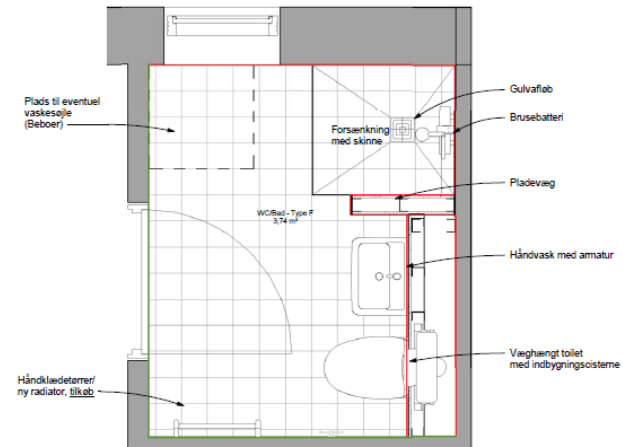 Plads til eventuel
vaskesøjle
(Beboer)
Gulvafløb
Brusebatteri
Forsænkning
med skinne
Pladevæg
WC/Bad - Type F
3,74 m²
Håndvask med armatur
Væghængt toilet
med indbygningscisterne
Håndklædetørrer/
ny radiator, tilkøb